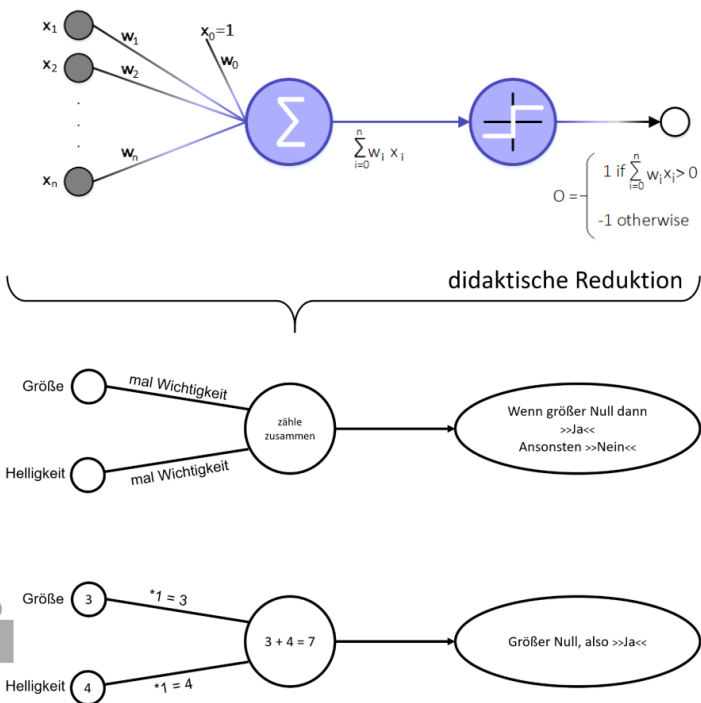 x1
w1
x0=1
w0
x2
w2
.
.
.
wn
xn
∑
n
∑ wi xi
i=0
O = { 1 if ∑ wixi> 0
n
i=0
-1 otherwise
didaktische Reduktion
Größe
mal Wichtigkeit
zähle
zusammen
Wenn größer Null dann
>>Ja<<
Ansonsten >>Nein<<
Helligkeit
mal Wichtigkeit
Größe
3
*1 = 3
3 + 4 = 7
Größer Null, also >>Ja<<
Helligkeit
4
*1 = 4